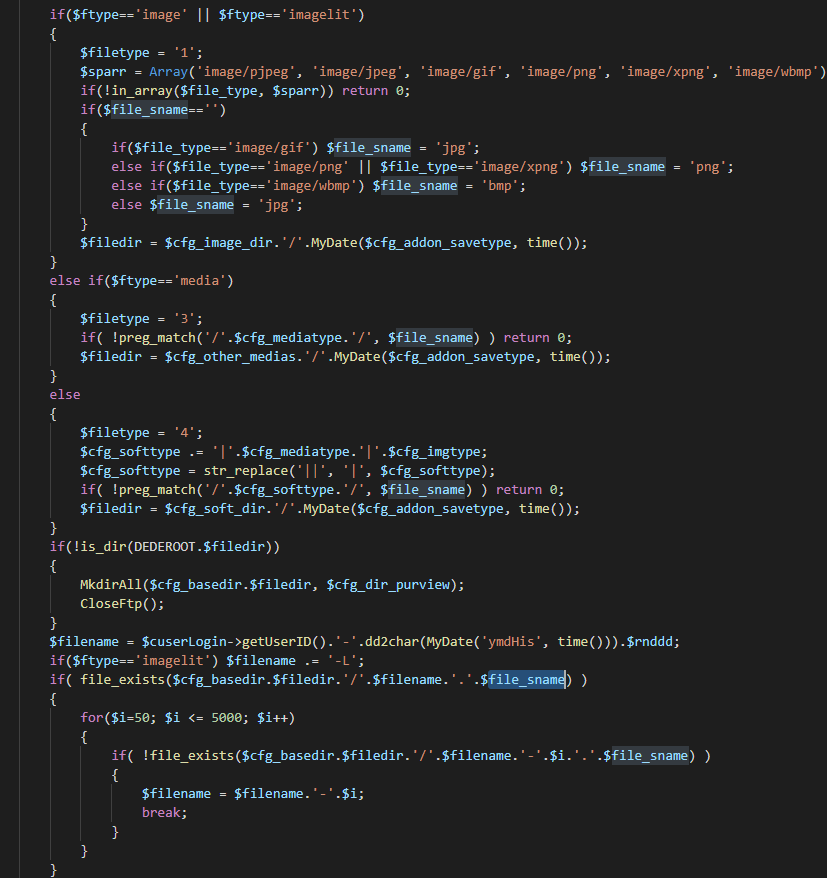 if($ftype=='image' || $ftype=='imagelit')
{
$filetype = '1';
$sparr = Array('image/pjpeg', 'image/jpeg', 'image/gif', 'image/png', 'image/xpng', 'image/wbmp')
if(!in_array($file_type, $sparr)) return 0;
if($file_sname=='')
{
if($file_type=='image/gif') $file_sname = 'jpg';
else if($file_type=='image/png' || $file_type=='image/xpng') $file_sname = 'png';
else if($file_type=='image/wbmp') $file_sname = 'bmp';
else $file_sname = 'jpg';
}
$filedir = $cfg_image_dir.'/'.MyDate($cfg_addon_savetype, time());
}
else if($ftype=='media')
{
$filetype = '3';
if( !preg_match('/'.$cfg_mediatype.'/', $file_sname) ) return 0;
$filedir = $cfg_other_medias.'/'.MyDate($cfg_addon_savetype, time());
}
else
{
$filetype = '4';
$cfg_softtype .= '|'.$cfg_mediatype.'|'.$cfg_imgtype;
$cfg_softtype = str_replace('||', '|', $cfg_softtype);
if( !preg_match('/'.$cfg_softtype.'/', $file_sname) ) return 0;
$filedir = $cfg_soft_dir.'/'.MyDate($cfg_addon_savetype, time());
}
if(!is_dir(DEDEROOT.$filedir))
{
MkdirAll($cfg_basedir.$filedir, $cfg_dir_purview);
CloseFtp();
}
$filename = $cuserLogin->getUserID().'-'.dd2char(MyDate('ymdHis', time())).$rnddd;
if($ftype=='imagelit') $filename .= '-L';
if( file_exists($cfg_basedir.$filedir.'/'.$filename.'.'.$file_sname) )
{
for($i=50; $i <= 5000; $i++)
{
if( !file_exists($cfg_basedir.$filedir.'/'.$filename.'-'.$i.'.'.$file_sname) )
{
$filename = $filename.'-'.$i;
break;
}
}
}